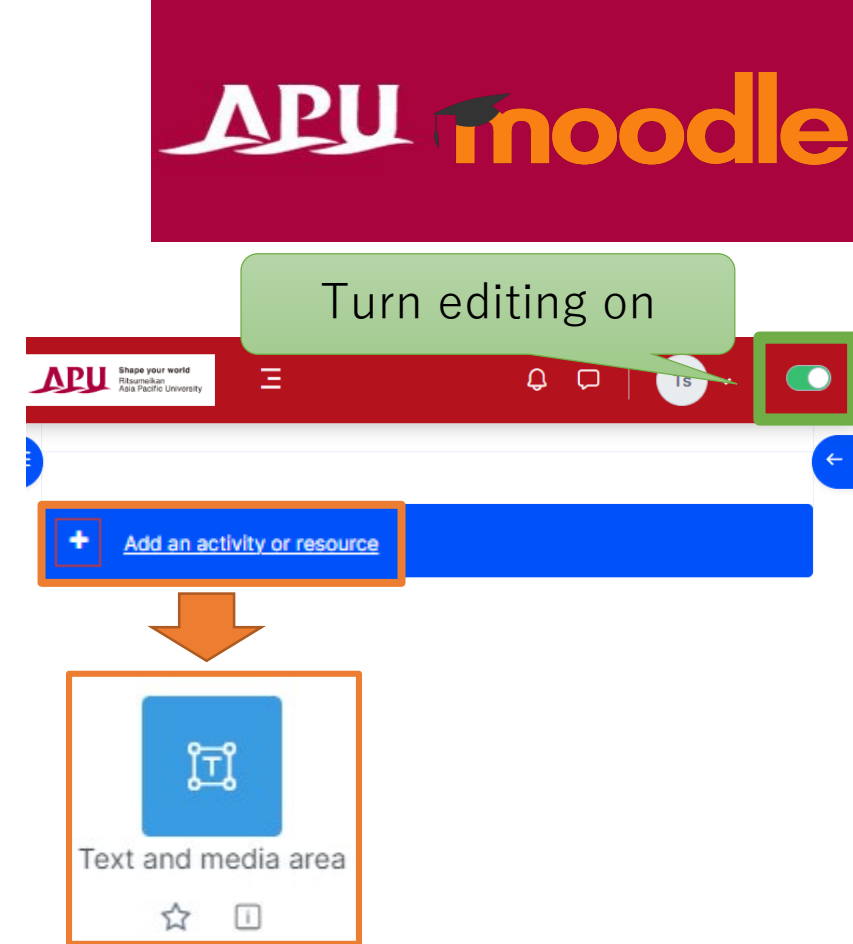 APU moodle
Turn editing on
APU Shape your world
Ritsumeikan
Asia Pacific University
Ts
+ Add an activity or resource
T
Text and media area
i